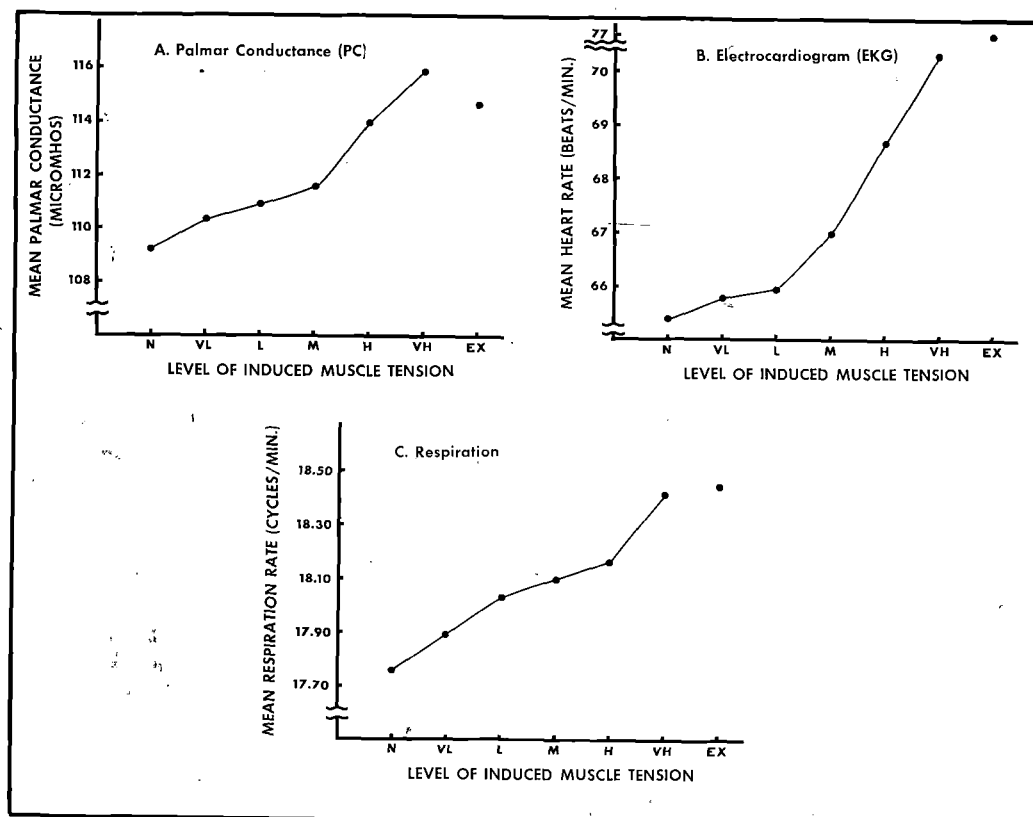 A. Palmar Conductance (PC)
MEAN PALMAR CONDUCTANCE
(MICROMHOS)
116
114
112
110
108
N VL L M H VH EX
LEVEL OF INDUCED MUSCLE TENSION
B. Electrocardiogram (EKG)
MEAN HEART RATE (BEATS/MIN.)
77
70
69
68
67
66
N VL L M H VH EX
LEVEL OF INDUCED MUSCLE TENSION
C. Respiration
MEAN RESPIRATION RATE (CYCLES/MIN.)
18.50
18.30
18.10
17.90
17.70
N VL L M H VH EX
LEVEL OF INDUCED MUSCLE TENSION